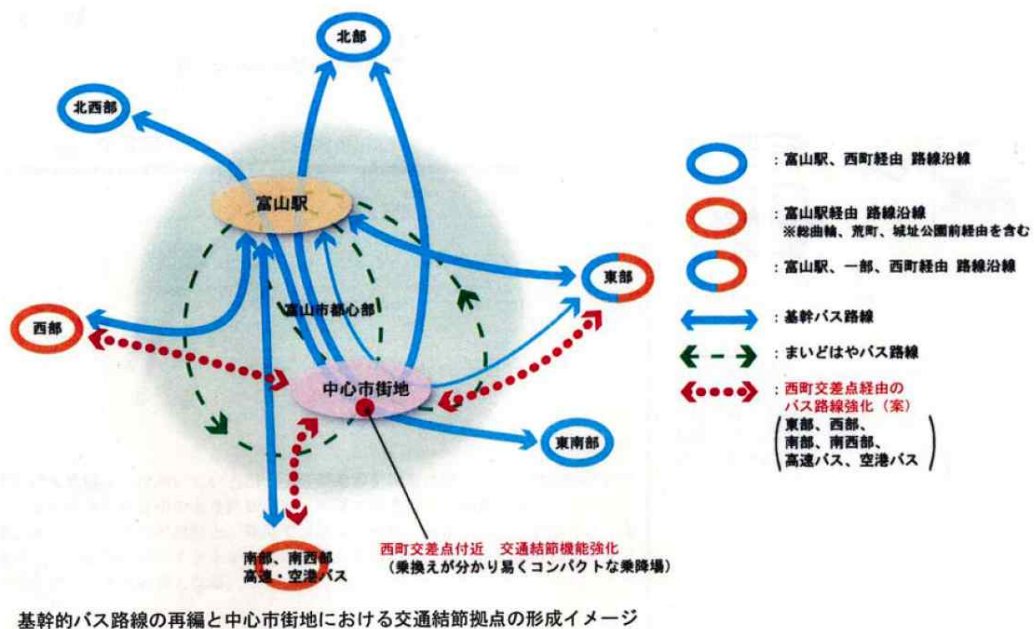 北部
北西部
富山駅
富山市都心部
東部
西部
中心市街地
東南部
南部、南西部
高速・空港バス
西町交差点付近 交通結節機能強化
(乗換えが分かり易くコンパクトな乗降場)
:富山駅、西町経由 路線沿線
:富山駅経由 路線沿線
※総曲輪、荒町、城址公園前経由を含む
:富山駅、一部、西町経由 路線沿線
:基幹バス路線
:まいどはやバス路線
:西町交差点経由の
バス路線強化(案)
(東部、西部、
南部、南西部、
高速バス、空港バス)
基幹的バス路線の再編と中心市街地における交通結節拠点の形成イメージ